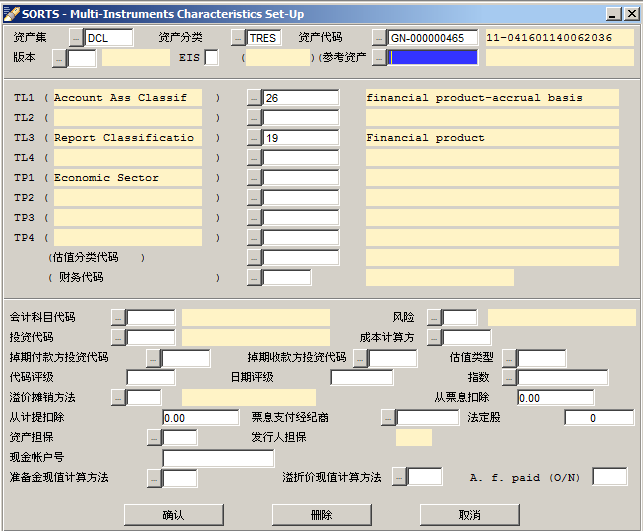 SORTS - Multi-Instruments Characteristics Set-Up
资产集 ... DCL 资产分类 ... TRES 资产代码 ... GN-000000465 11-041601140062036
版本 ... EIS ( )(参考资产 ...
TL1 ( Account Ass Classif ) ... 26 financial product-accrual basis
TL2 ( ) ...
TL3 ( Report Classificatio ) ... 19 Financial product
TL4 ( ) ...
TP1 ( Economic Sector ) ...
TP2 ( ) ...
TP3 ( ) ...
TP4 ( ) ...
(估值分类代码 ) ...
( 财务代码 ) ...
会计科目代码 ... 风险 ...
投资代码 ... 成本计算方 ...
掉期付款方投资代码 ... 掉期收款方投资代码 ... 估值类型 ...
代码评级 日期评级 指数 ...
溢价摊销方法 ... 从票息扣除 0.00
从计提扣除 0.00 票息支付经纪商 ... 法定股 0
资产担保 ... 发行人担保
现金帐户号
准备金现值计算方法 ... 溢折价现值计算方法 ... A. f. paid (O/N)
确认 删除 取消